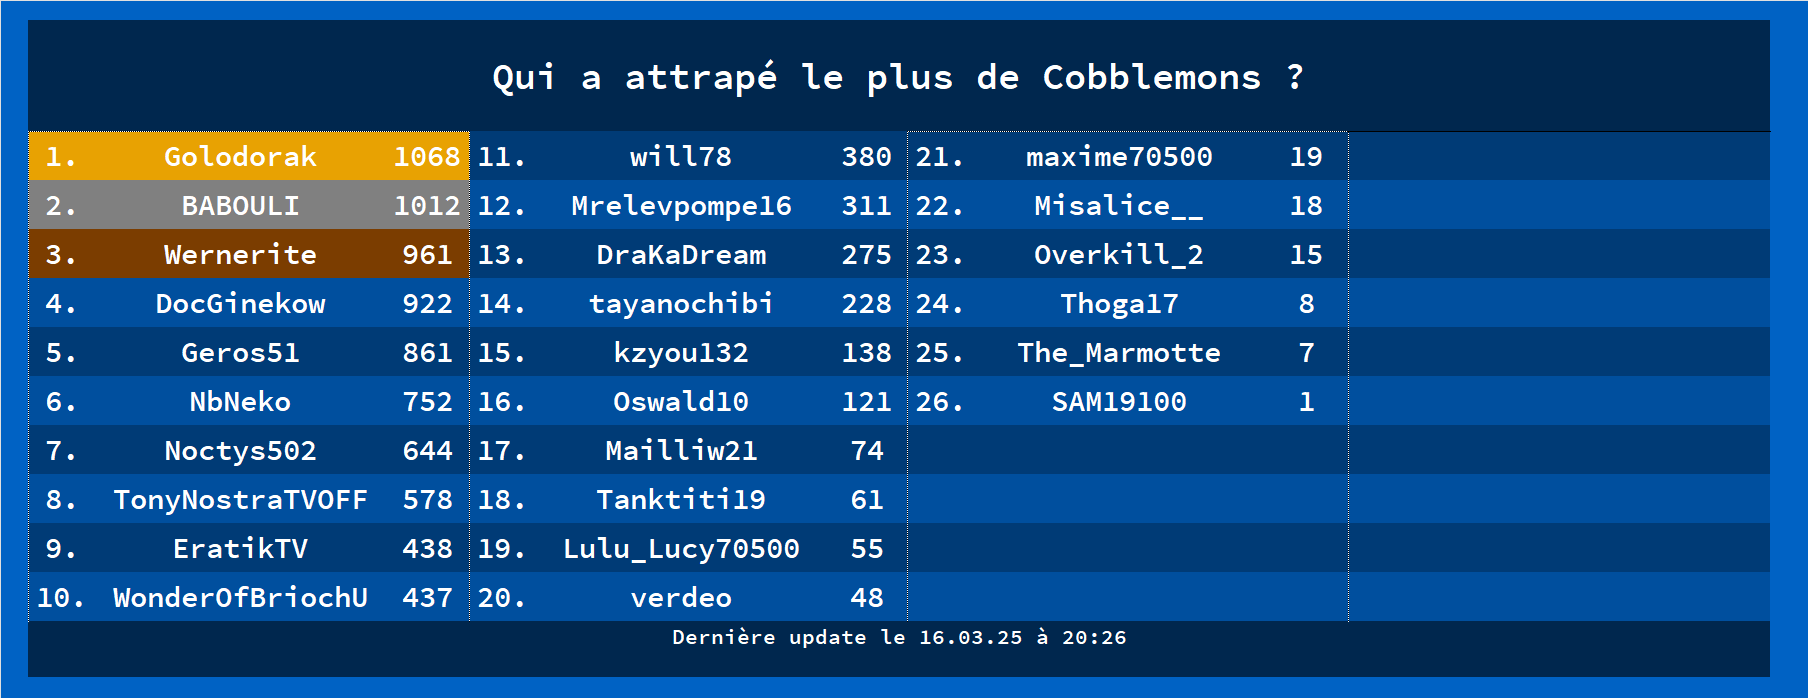 Qui a attrapé le plus de Cobblemons ?
1. Golodorak 1068
2. BABOULI 1012
3. Wernerite 961
4. DocGinekow 922
5. Geros51 861
6. NbNeko 752
7. Noctys502 644
8. TonyNostraTVOFF 578
9. EratikTV 438
10. WonderOfBriochU 437
11. will78 380
12. Mrelevpompe16 311
13. DraKaDream 275
14. tayanochibi 228
15. kzyou132 138
16. Oswald10 121
17. Mailliw21 74
18. Tanktiti19 61
19. Lulu_Lucy70500 55
20. verdeo 48
21. maxime70500 19
22. Misalice__ 18
23. Overkill_2 15
24. Thoga17 8
25. The_Marmotte 7
26. SAM19100 1
Dernière update le 16.03.25 à 20:26